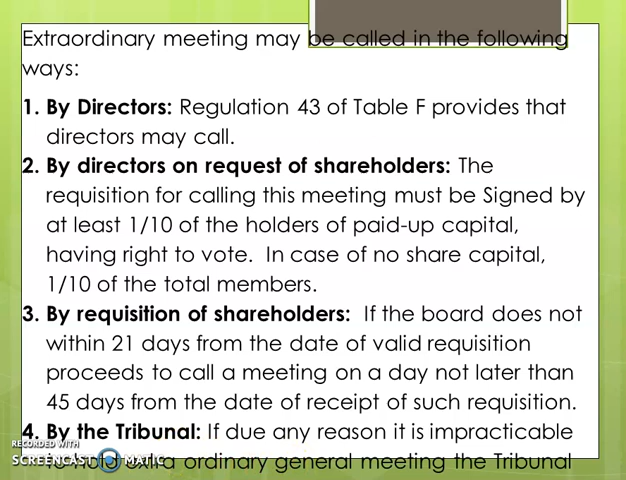 Extraordinary meeting may be called in the following
ways:
1. By Directors: Regulation 43 of Table F provides that
directors may call.
2. By directors on request of shareholders: The
requisition for calling this meeting must be Signed by
at least 1/10 of the holders of paid-up capital,
having right to vote. In case of no share capital,
1/10 of the total members.
3. By requisition of shareholders: If the board does not
within 21 days from the date of valid requisition
proceeds to call a meeting on a day not later than
45 days from the date of receipt of such requisition.
4. By the Tribunal: If due any reason it is impracticable
to hold extra ordinary general meeting the Tribunal
RECORDED WITH
SCREENCAST MATIC